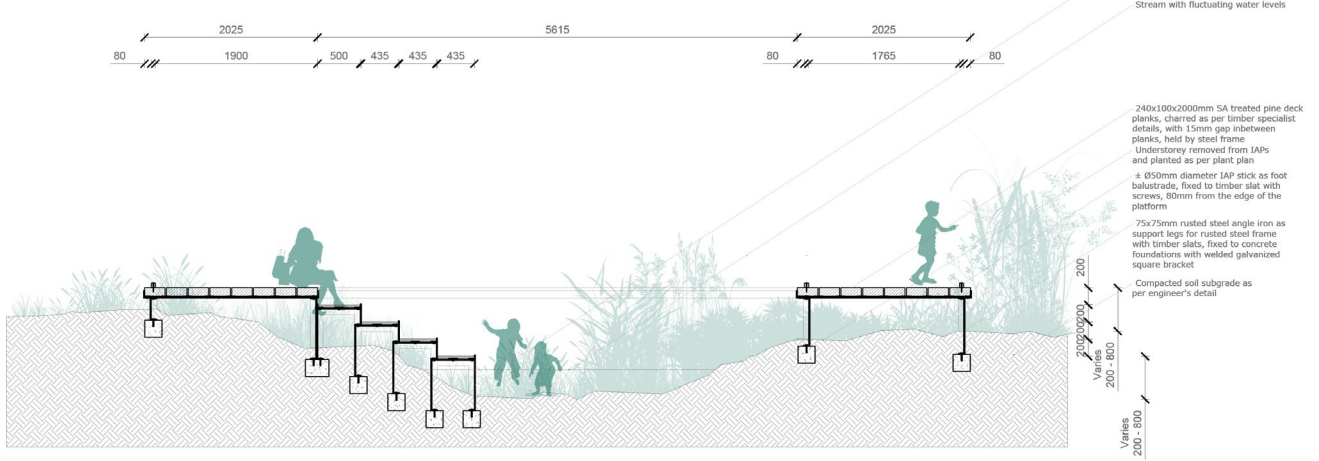 Stream with fluctuating water levels
2025 5615 2025
80 1900 500 435 435 435 80 1765 80
240x100x2000mm SA treated pine deck
planks, charred as per timber specialist
details, with 15mm gap inbetween
planks, held by steel frame
Understorey removed from IAPs
and planted as per plant plan
± Ø50mm diameter IAP stick as foot
balustrade, fixed to timber slat with
screws, 80mm from the edge of the
platform
75x75mm rusted steel angle iron as
support legs for rusted steel frame
with timber slats, fixed to concrete
foundations with welded galvanized
square bracket
Compacted soil subgrade as
per engineer's detail
200
200
200
200
Varies
200 - 800
Varies
200 - 800